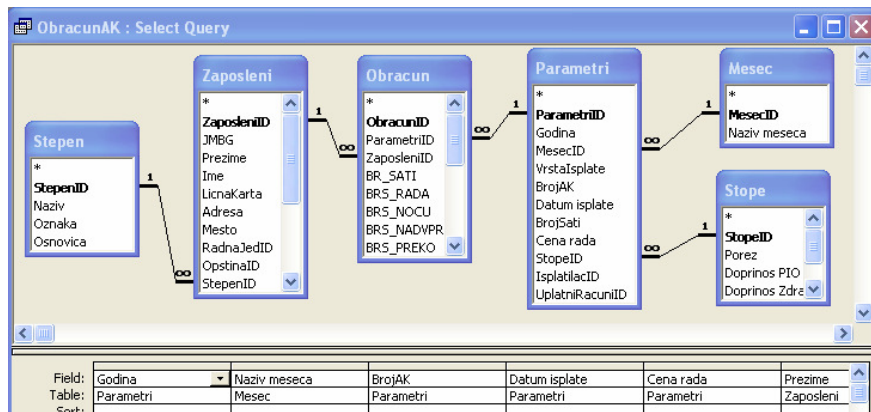 ObracunAK : Select Query
Stepen
*
StepenID
Naziv
Oznaka
Osnovica
Zaposleni
*
ZaposleniID
JMBG
Prezime
Ime
LicnaKarta
Adresa
Mesto
RadnaJedID
OpstinaID
StepenID
Obracun
*
ObracunID
ParametriID
ZaposleniID
BR_SATI
BRS_RADA
BRS_NOCU
BRS_NADVPR
BRS_PREKO
Parametri
*
ParametriID
Godina
MesecID
VrstaIsplate
BrojAK
Datum isplate
BrojSati
Cena rada
StopeID
IsplatilacID
UplatniRacuniID
Mesec
*
MesecID
Naziv meseca
Stope
*
StopeID
Porez
Doprinos PIO
Doprinos Zdra
1 ∞
1 ∞
∞ 1
1 ∞
1 ∞
Field: Godina Naziv meseca BrojAK Datum isplate Cena rada Prezime
Table: Parametri Mesec Parametri Parametri Parametri Zaposleni
Sort: